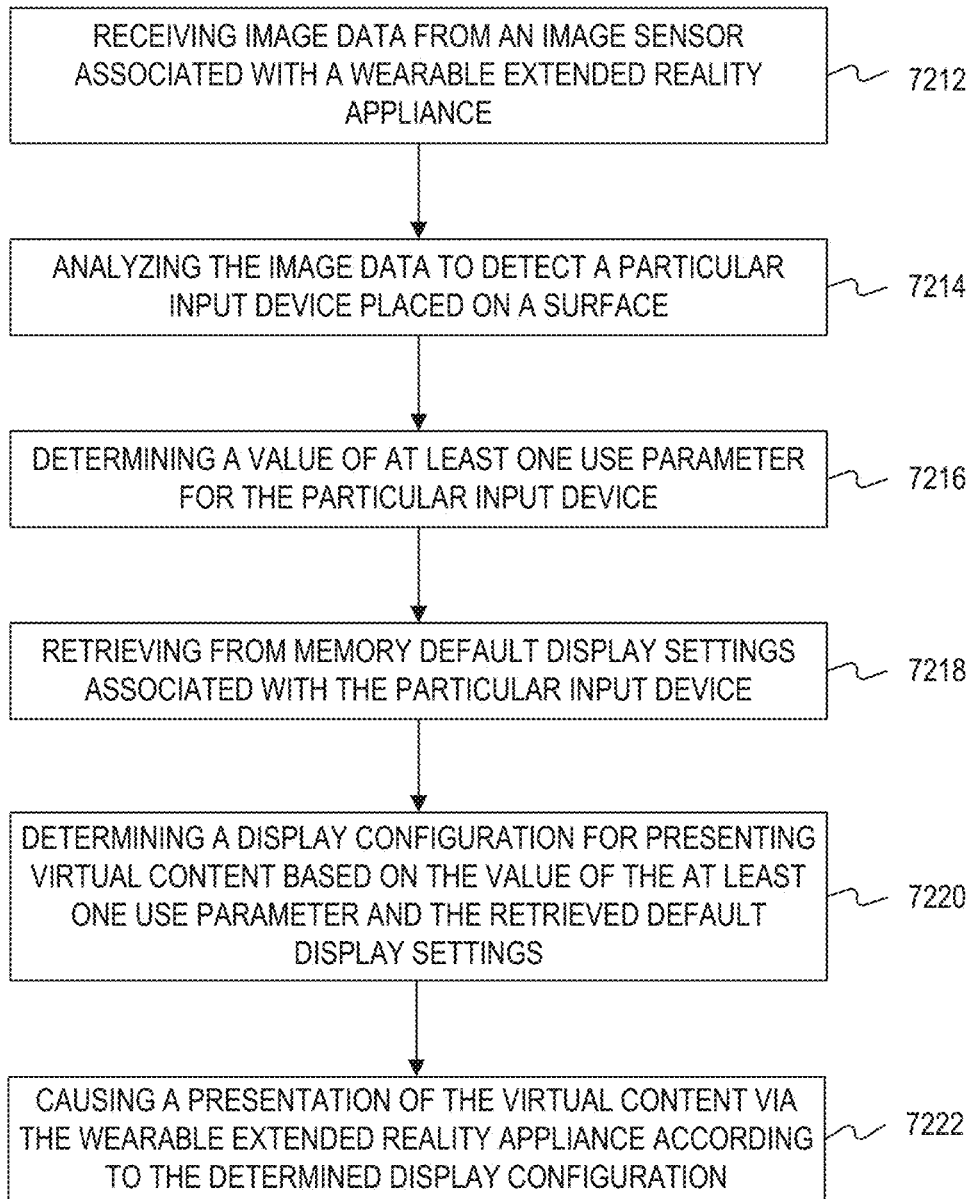 RECEIVING IMAGE DATA FROM AN IMAGE SENSOR
ASSOCIATED WITH A WEARABLE EXTENDED REALITY
APPLIANCE
7212
ANALYZING THE IMAGE DATA TO DETECT A PARTICULAR
INPUT DEVICE PLACED ON A SURFACE
7214
DETERMINING A VALUE OF AT LEAST ONE USE PARAMETER
FOR THE PARTICULAR INPUT DEVICE
7216
RETRIEVING FROM MEMORY DEFAULT DISPLAY SETTINGS
ASSOCIATED WITH THE PARTICULAR INPUT DEVICE
7218
DETERMINING A DISPLAY CONFIGURATION FOR PRESENTING
VIRTUAL CONTENT BASED ON THE VALUE OF THE AT LEAST
ONE USE PARAMETER AND THE RETRIEVED DEFAULT
DISPLAY SETTINGS
7220
CAUSING A PRESENTATION OF THE VIRTUAL CONTENT VIA
THE WEARABLE EXTENDED REALITY APPLIANCE ACCORDING
TO THE DETERMINED DISPLAY CONFIGURATION
7222